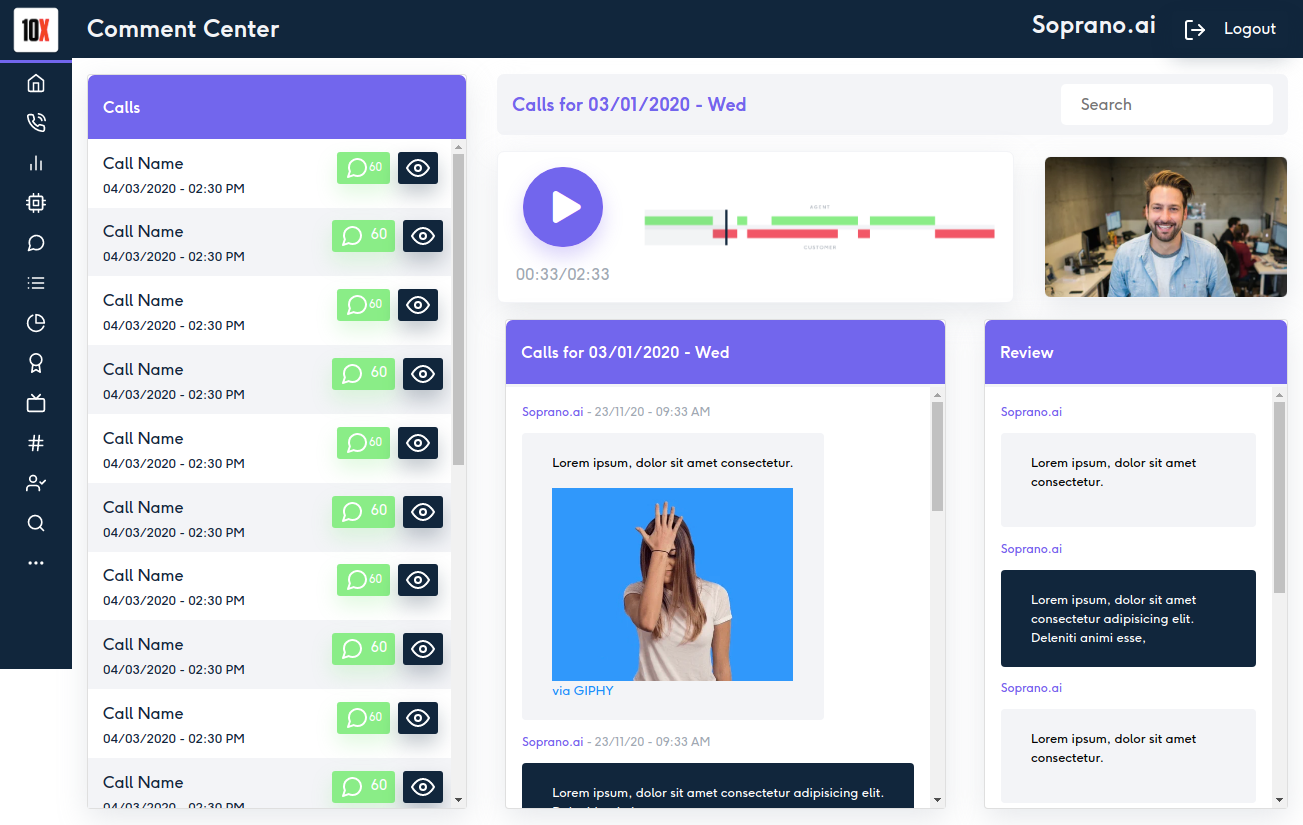 10X
Comment Center
Soprano.ai
Logout
Calls
Call Name
04/03/2020 - 02:30 PM
60
Call Name
04/03/2020 - 02:30 PM
60
Call Name
04/03/2020 - 02:30 PM
60
Call Name
04/03/2020 - 02:30 PM
60
Call Name
04/03/2020 - 02:30 PM
60
Call Name
04/03/2020 - 02:30 PM
60
Call Name
04/03/2020 - 02:30 PM
60
Call Name
04/03/2020 - 02:30 PM
60
Call Name
04/03/2020 - 02:30 PM
60
Call Name
04/03/2020 - 02:30 PM
60
Calls for 03/01/2020 - Wed
Search
AGENT
CUSTOMER
00:33/02:33
Calls for 03/01/2020 - Wed
Soprano.ai - 23/11/20 - 09:33 AM
Lorem ipsum, dolor sit amet consectetur.
via GIPHY
Soprano.ai - 23/11/20 - 09:33 AM
Lorem ipsum, dolor sit amet consectetur adipisicing elit.
Review
Soprano.ai
Lorem ipsum, dolor sit amet
consectetur.
Soprano.ai
Lorem ipsum, dolor sit amet
consectetur adipisicing elit.
Deleniti animi esse,
Soprano.ai
Lorem ipsum, dolor sit amet
consectetur.